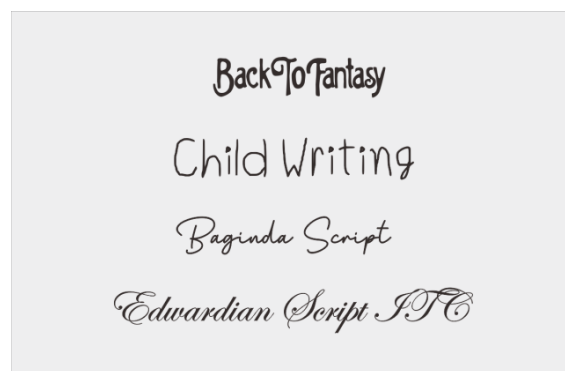 BackToFantasy
Child Writing
Baginda Script
Edwardian Script ITC